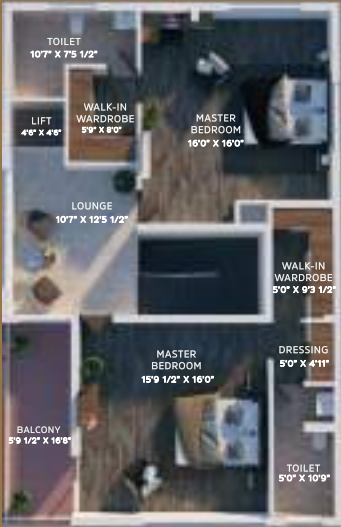 TOILET
10'7" X 7'5 1/2"
WALK-IN
WARDROBE
5'9" X 8'0"
LIFT
4'6" X 4'6"
MASTER
BEDROOM
16'0" X 16'0"
LOUNGE
10'7" X 12'5 1/2"
WALK-IN
WARDROBE
5'0" X 9'3 1/2"
MASTER
BEDROOM
15'9 1/2" X 16'0"
DRESSING
5'0" X 4'11"
BALCONY
5'9 1/2" X 16'8"
TOILET
5'0" X 10'9"